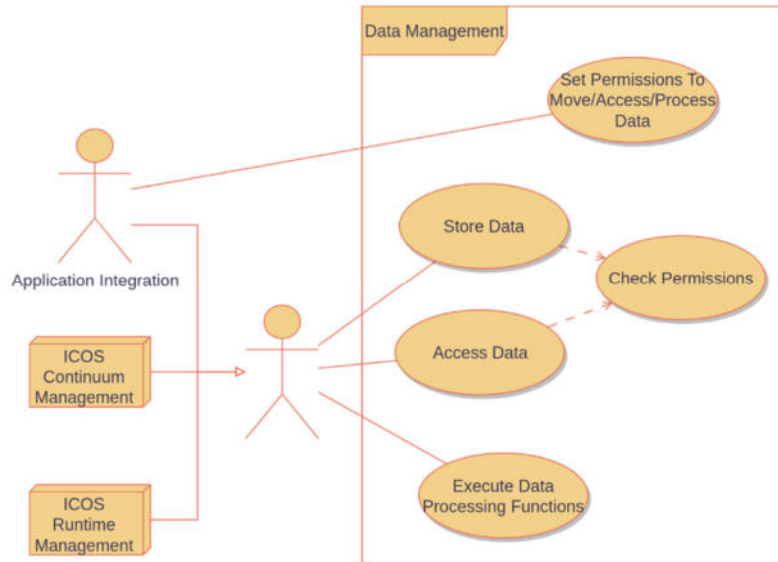 Data Management
Set Permissions To
Move/Access/Process
Data
Store Data
Application Integration
Check Permissions
ICOS
Continuum
Management
Access Data
Execute Data
Processing Functions
ICOS
Runtime
Management